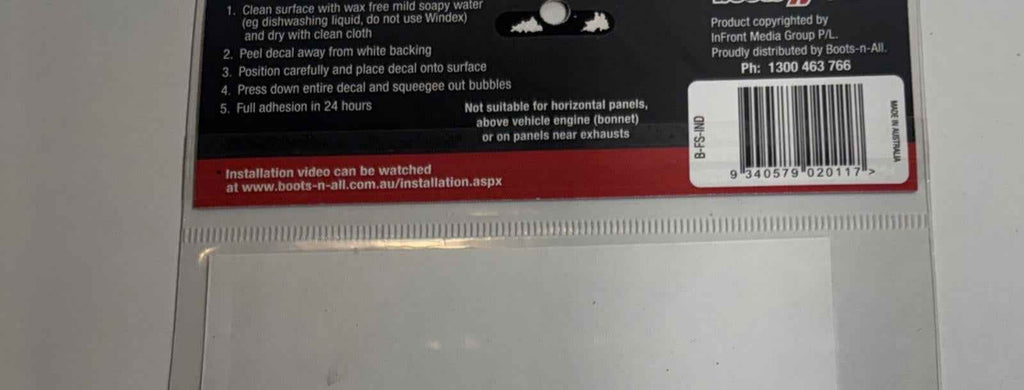 1. Clean surface with wax free mild soapy water
(eg dishwashing liquid, do not use Windex)
and dry with clean cloth
2. Peel decal away from white backing
3. Position carefully and place decal onto surface
4. Press down entire decal and squeegee out bubbles
5. Full adhesion in 24 hours
Not suitable for horizontal panels,
above vehicle engine (bonnet)
or on panels near exhausts
Installation video can be watched
at www.boots-n-all.com.au/installation.aspx
Product copyrighted by
InFront Media Group P/L.
Proudly distributed by Boots-n-All.
Ph: 1300 463 766
B-FS-IND
MADE IN AUSTRALIA
9 340579 020117 >